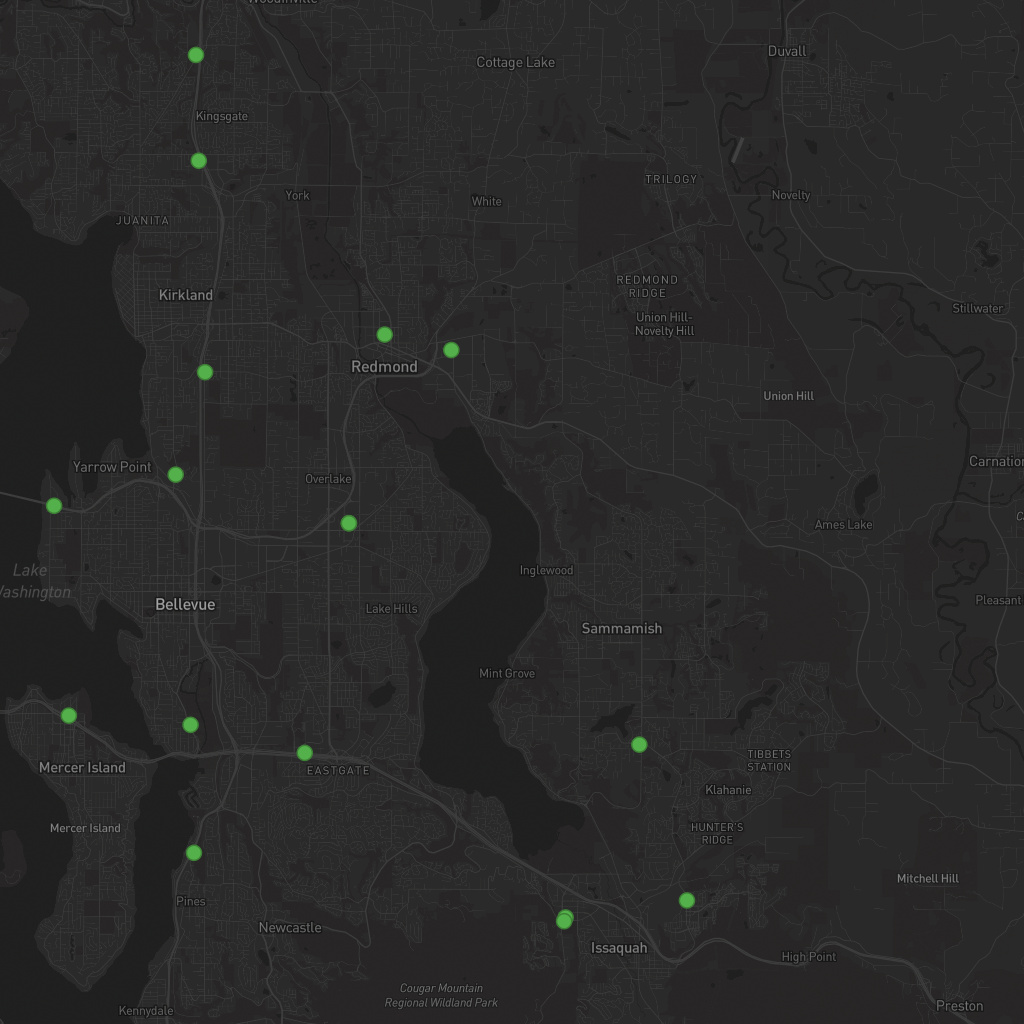 Woodinville
Duvall
Cottage Lake
Kingsgate
TRILOGY
York
Novelty
White
JUANITA
REDMOND
RIDGE
Kirkland
Stillwater
Union Hill-
Novelty Hill
Redmond
Union Hill
Carnation
Yarrow Point
Overlake
Ames Lake
Lake
Washington
Inglewood
Pleasant
Bellevue
Lake Hills
Sammamish
Mint Grove
TIBBETS
STATION
Mercer Island
EASTGATE
Klahanie
Mercer Island
HUNTER'S
RIDGE
Mitchell Hill
Pines
Newcastle
Issaquah
High Point
Cougar Mountain
Regional Wildland Park
Preston
Kennydale